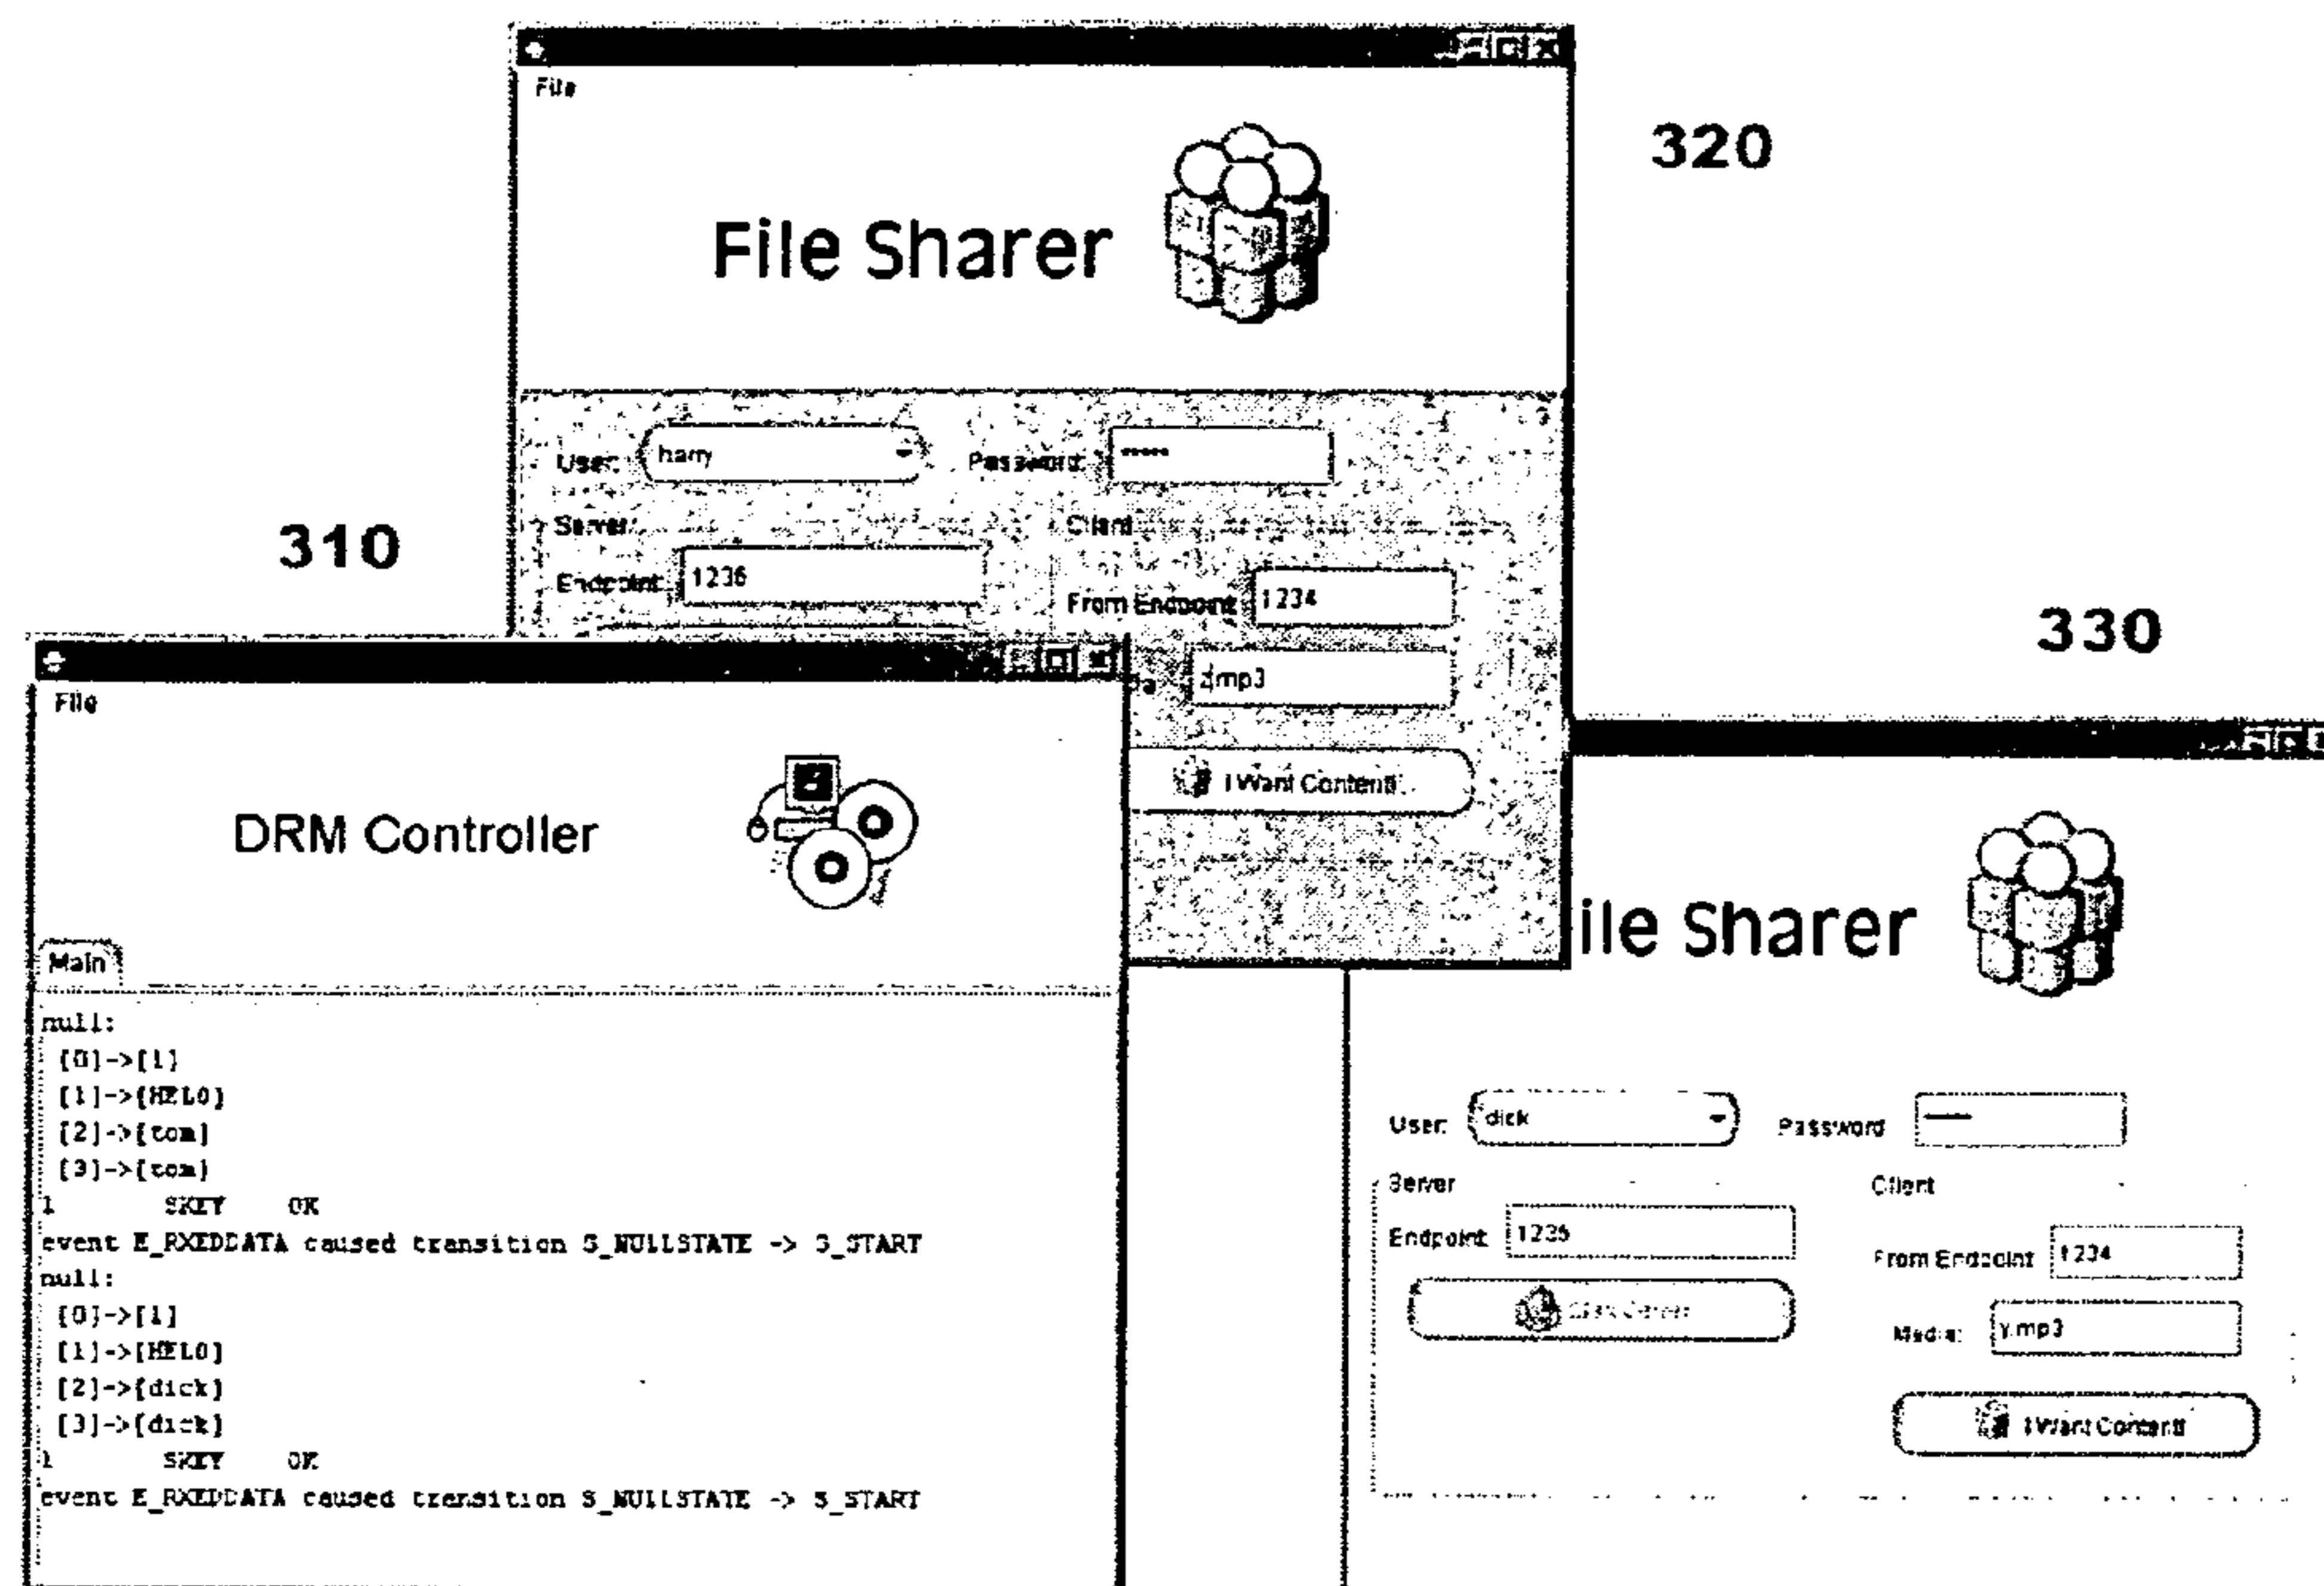 320
File
File Sharer
User: harry
Password: *****
Server:
Client
310
Endpoint: 1236
From Endpoint: 1234
330
z.mp3
I Want Content!
File
DRM Controller
Main
null:
[0]->[1]
[1]->[HELO]
[2]->[tom]
[3]->[tom]
1 SKEY OK
event E_RXEDDATA caused transition S_NULLSTATE -> S_START
null:
[0]->[1]
[1]->[HELO]
[2]->[dick]
[3]->[dick]
1 SKEY OK
event E_RXEDDATA caused transition S_NULLSTATE -> S_START
ile Sharer
User: dick
Password
Server
Client
Endpoint: 1235
From Endpoint 1234
Media: y.mp3
I Want Content!